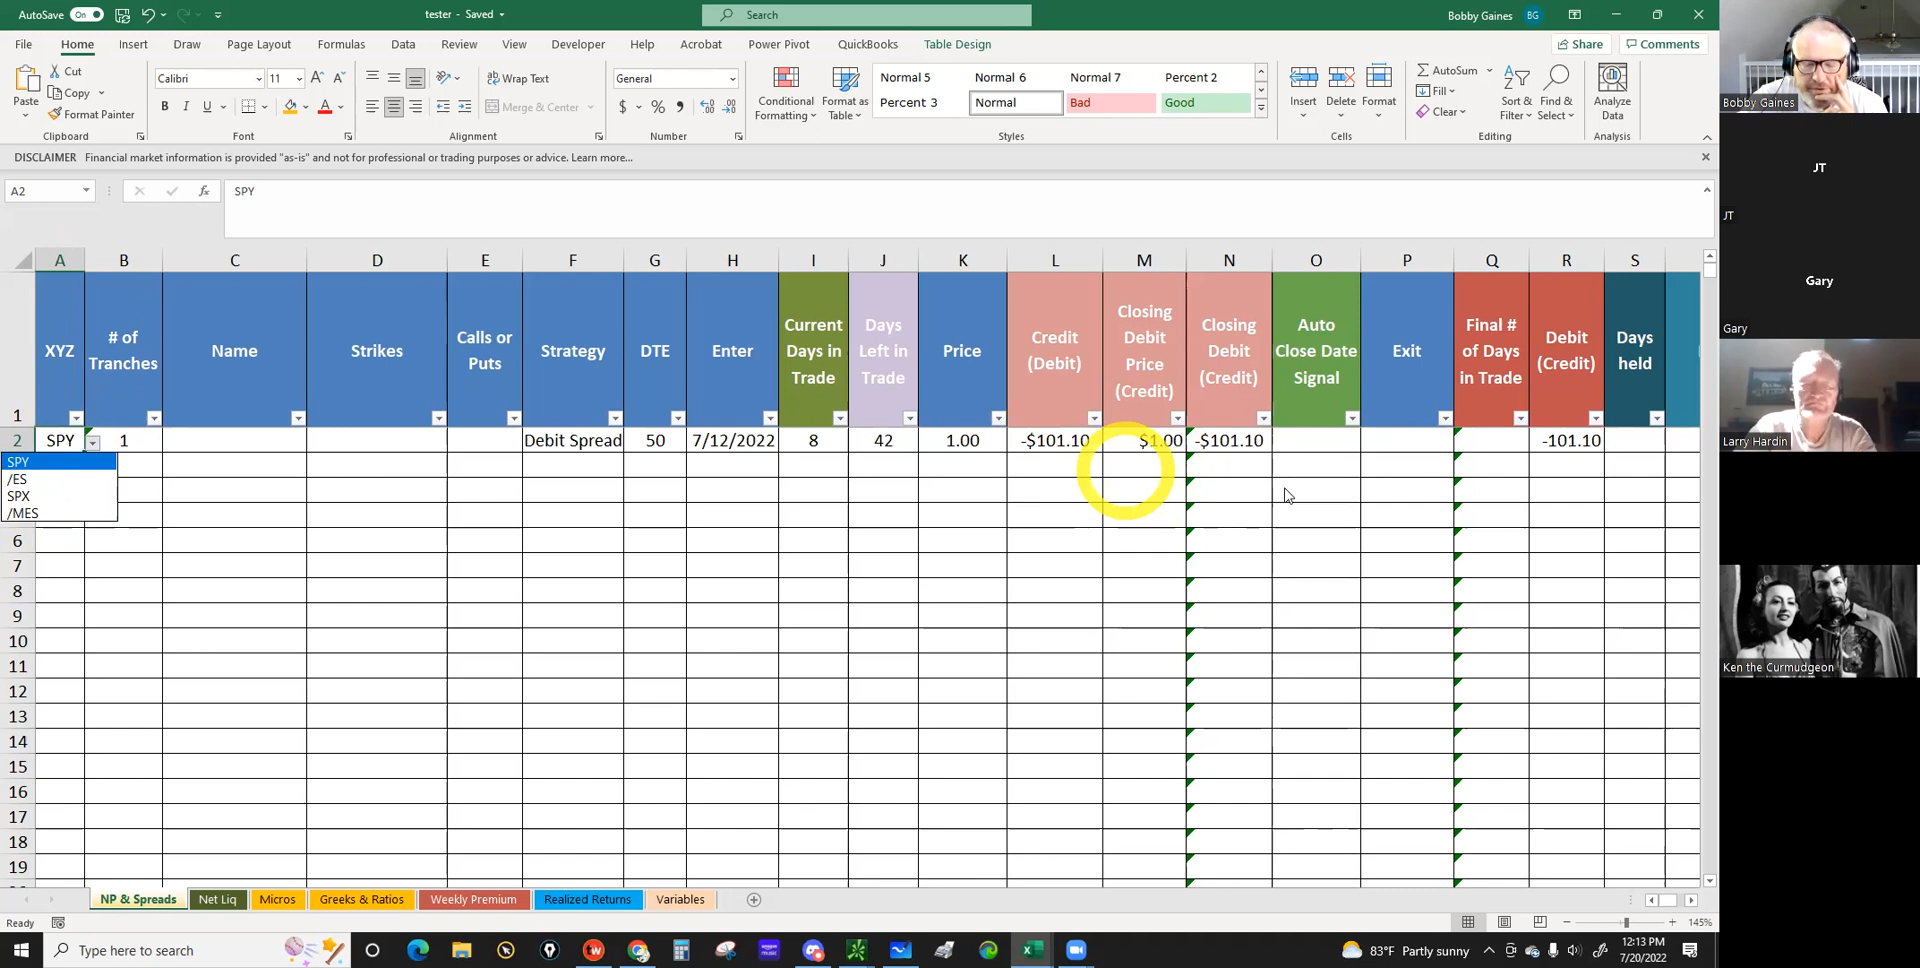 AutoSave On tester - Saved Search Bobby Gaines BG
File Home Insert Draw Page Layout Formulas Data Review View Developer Help Acrobat Power Pivot QuickBooks Table Design Share Comments
Paste Cut Copy Format Painter
Calibri 11
B I U
Wrap Text
Merge & Center
General
$ %
Conditional Formatting
Format as Table
Normal 5 Normal 6 Normal 7 Percent 2
Percent 3 Normal Bad Good
Insert Delete Format
AutoSum
Fill
Clear
Sort & Filter
Find & Select
Analyze Data
Clipboard Font Alignment Number Styles Cells Editing Analysis
DISCLAIMER Financial market information is provided "as-is" and not for professional or trading purposes or advice. Learn more...
A2 fx SPY
A B C D E F G H I J K L M N O P Q R S
1 XYZ # of Tranches Name Strikes Calls or Puts Strategy DTE Enter Current Days in Trade Days Left in Trade Price Credit (Debit) Closing Debit Price (Credit) Closing Debit (Credit) Auto Close Date Signal Exit Final # of Days in Trade Debit (Credit) Days held
2 SPY 1 Debit Spread 50 7/12/2022 8 42 1.00 -$101.10 $1.00 -$101.10 -101.10
SPY
/ES
SPX
/MES
6
7
8
9
10
11
12
13
14
15
16
17
18
19
NP & Spreads Net Liq Micros Greeks & Ratios Weekly Premium Realized Returns Variables
Ready 145%
Type here to search 83°F Partly sunny 12:13 PM
7/20/2022
Bobby Gaines
JT
JT
Gary
Gary
Larry Hardin
Ken the Curmudgeon